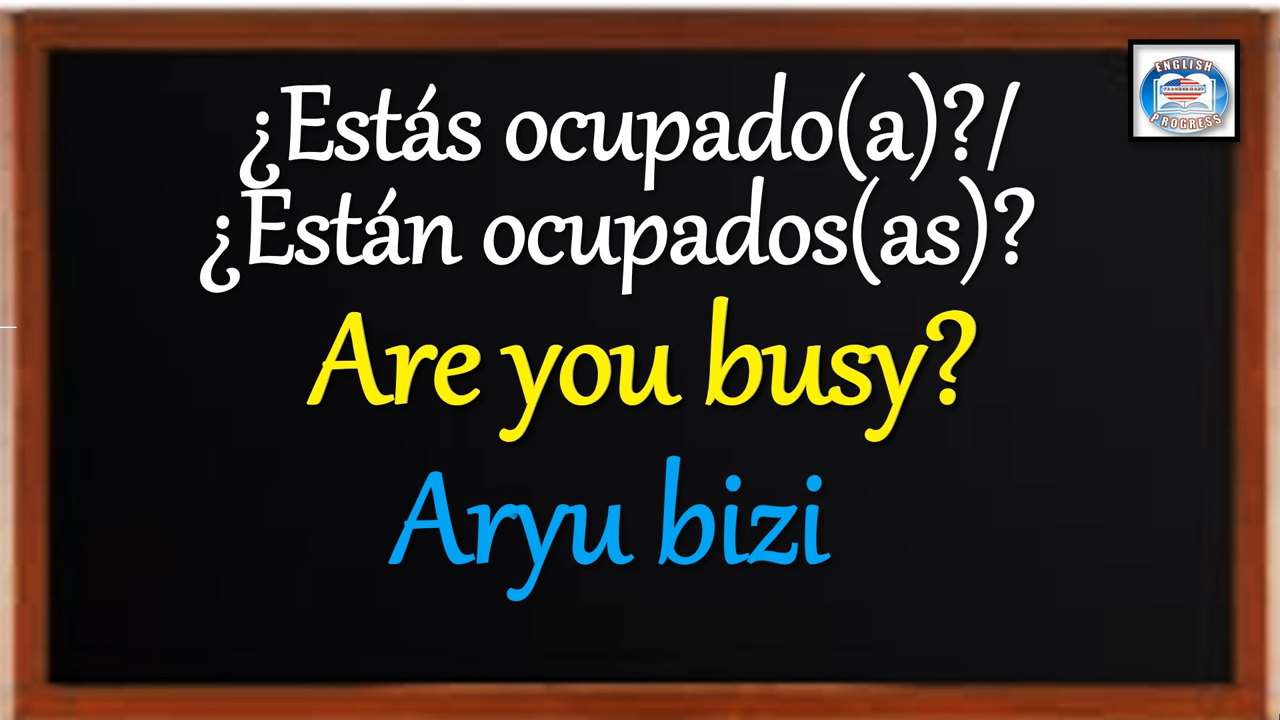 ¿Estás ocupado(a)?/
¿Están ocupados(as)?
Are you busy?
Aryu bizi
ENGLISH
PROGRESS